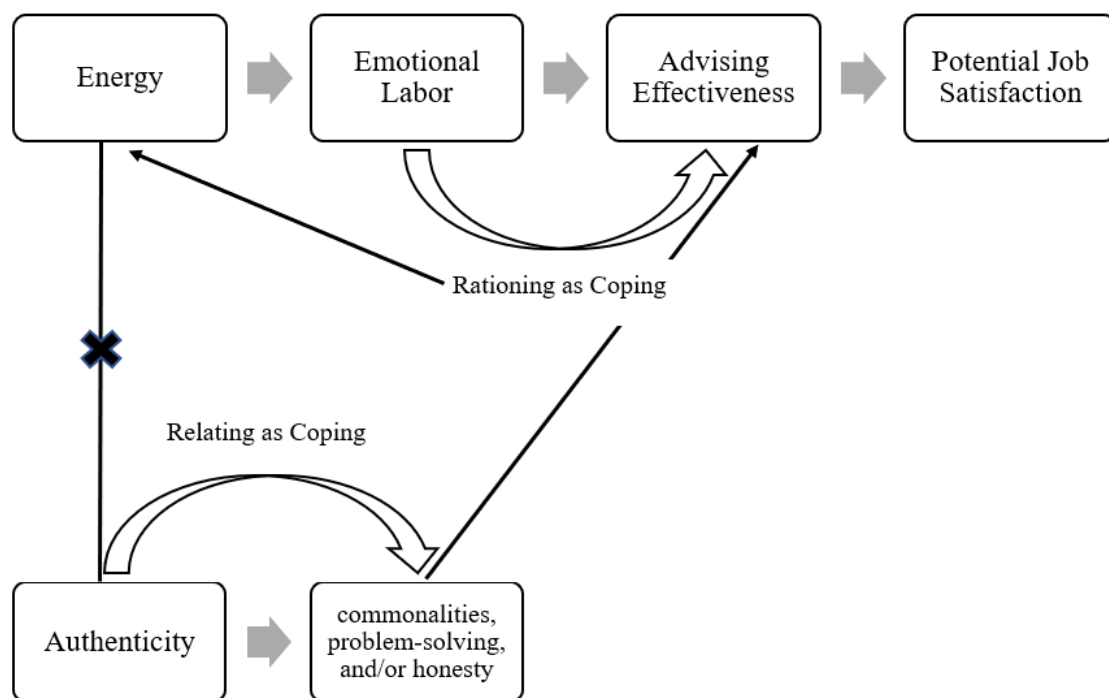 Energy
Emotional
Labor
Advising
Effectiveness
Potential Job
Satisfaction
Rationing as Coping
Relating as Coping
Authenticity
commonalities,
problem-solving,
and/or honesty